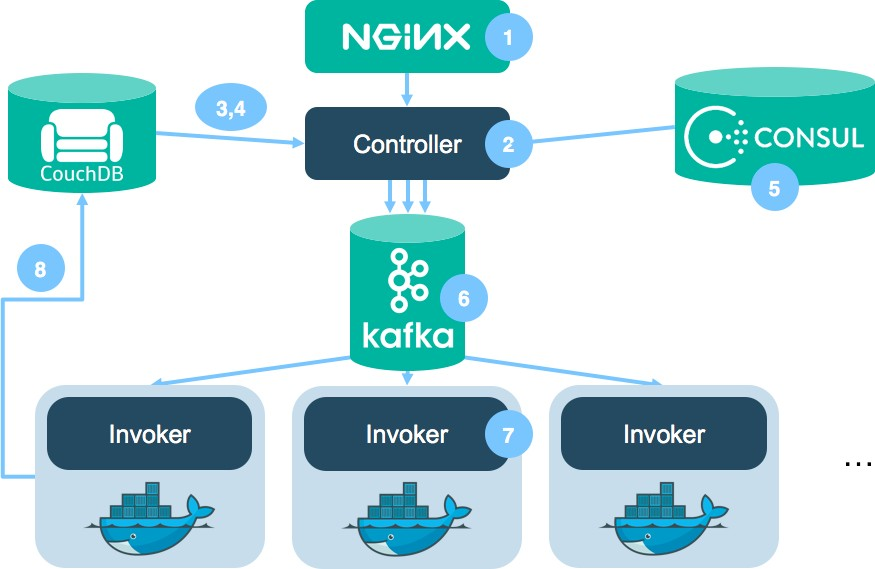 NGINX
1
3,4
Controller
2
CONSUL
5
CouchDB
8
6
kafka
Invoker
Invoker
7
Invoker
...